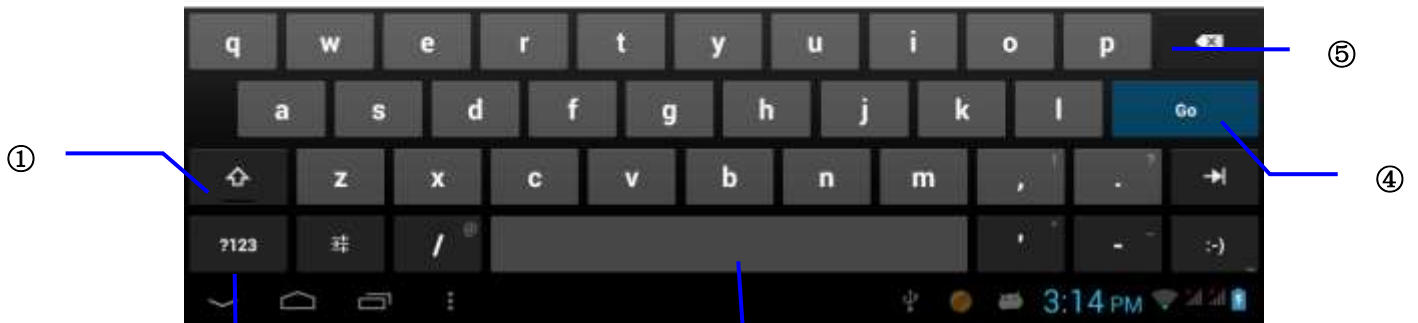 q w e r t y u i o p ⑤
a s d f g h j k l Go
① z x c v b n m , ! . ? ④
?123 / @ ' " - _ :-)
3:14 PM